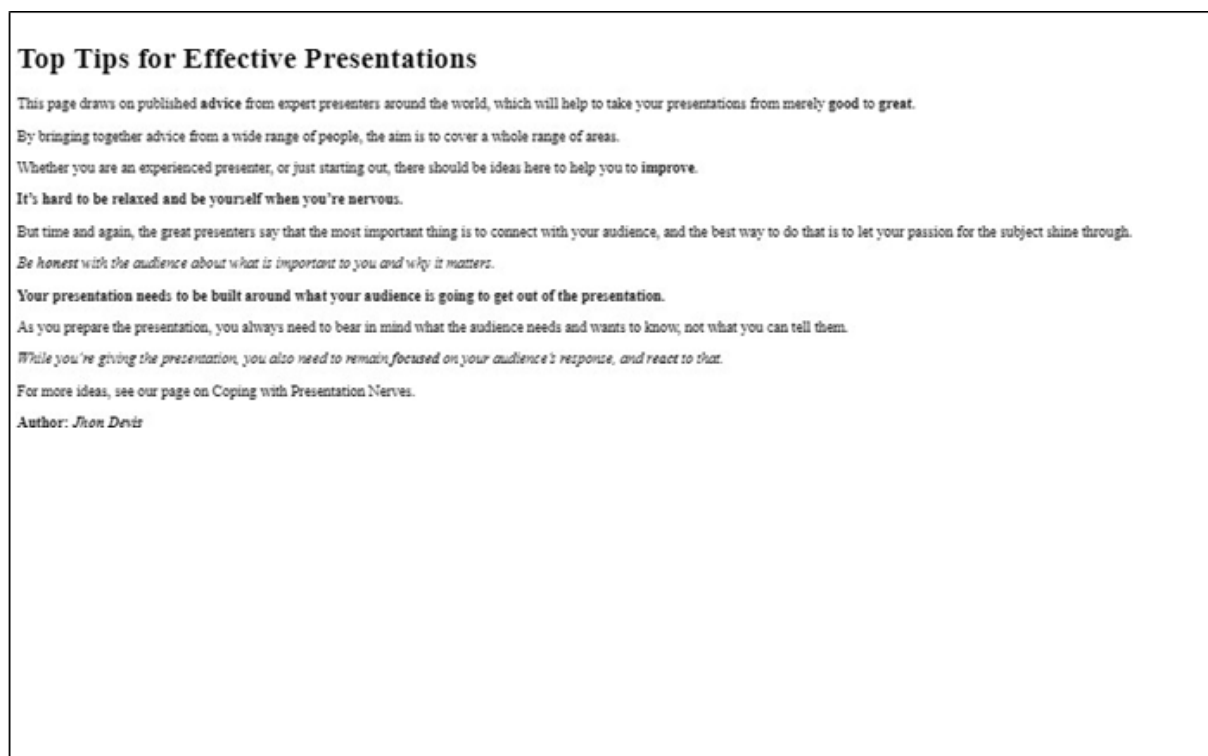 Top Tips for Effective Presentations
This page draws on published advice from expert presenters around the world, which will help to take your presentations from merely good to great.
By bringing together advice from a wide range of people, the aim is to cover a whole range of areas.
Whether you are an experienced presenter, or just starting out, there should be ideas here to help you to improve.
It's hard to be relaxed and be yourself when you're nervous.
But time and again, the great presenters say that the most important thing is to connect with your audience, and the best way to do that is to let your passion for the subject shine through.
Be honest with the audience about what is important to you and why it matters.
Your presentation needs to be built around what your audience is going to get out of the presentation.
As you prepare the presentation, you always need to bear in mind what the audience needs and wants to know, not what you can tell them.
While you're giving the presentation, you also need to remain focused on your audience's response, and react to that.
For more ideas, see our page on Coping with Presentation Nerves.
Author: Jhon Devis